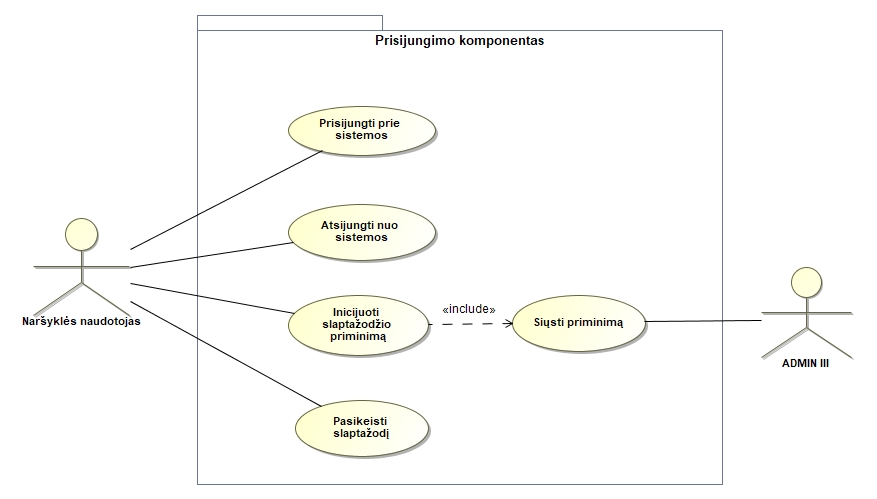 Prisijungimo komponentas
Prisijungti prie
sistemos
Atsijungti nuo
sistemos
Inicijuoti
slaptažodžio
priminimą
«include»
Siųsti priminimą
Pasikeisti
slaptažodį
Naršyklės naudotojas
ADMIN III